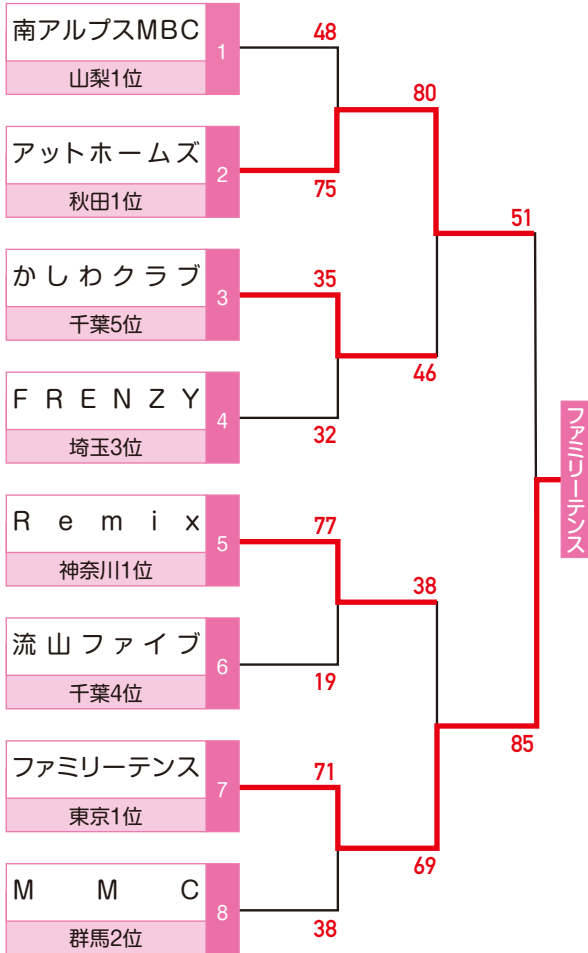 南アルプスMBC
山梨1位
1
48
80
アットホームズ
秋田1位
2
75
51
かしわクラブ
千葉5位
3
35
46
FRENZY
埼玉3位
4
32
ファミリーテンス
Remix
神奈川1位
5
77
38
流山ファイブ
千葉4位
6
19
85
ファミリーテンス
東京1位
7
71
69
MMC
群馬2位
8
38